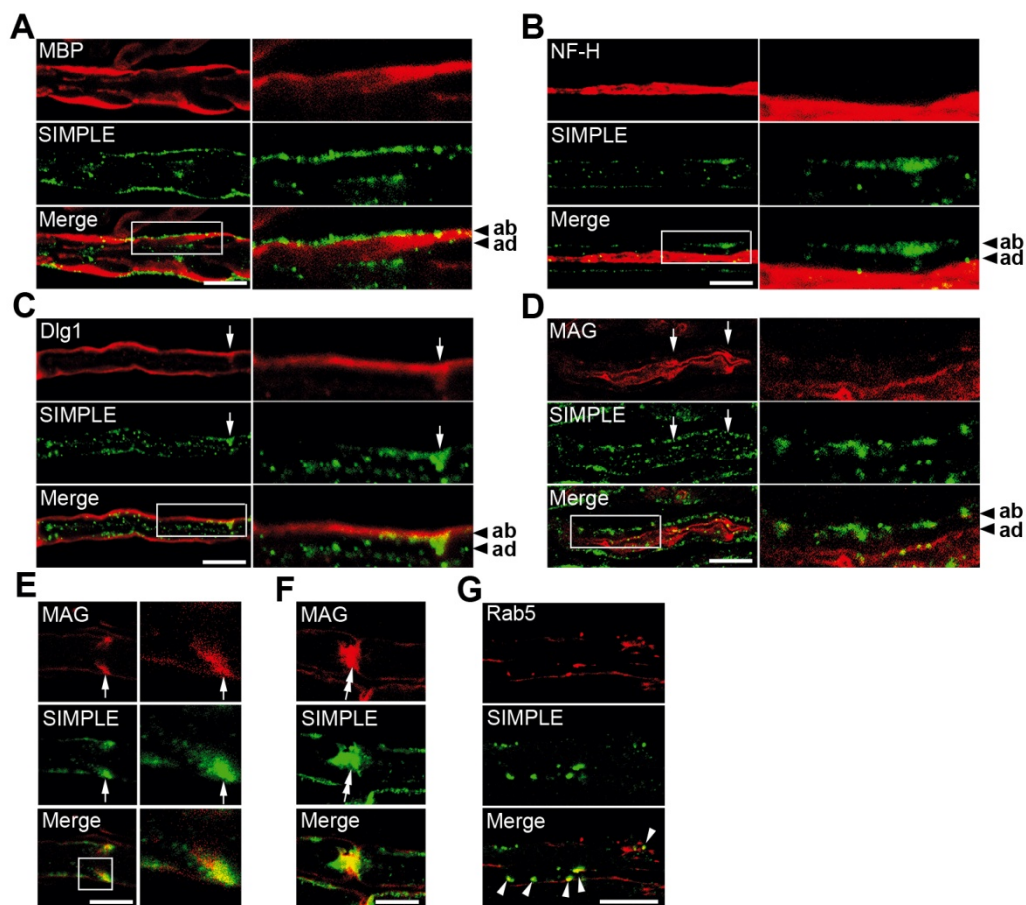 A
MBP
SIMPLE
Merge
ab
ad
B
NF-H
SIMPLE
Merge
ab
ad
C
Dlg1
SIMPLE
Merge
ab
ad
D
MAG
SIMPLE
Merge
ab
ad
E
MAG
SIMPLE
Merge
F
MAG
SIMPLE
Merge
G
Rab5
SIMPLE
Merge